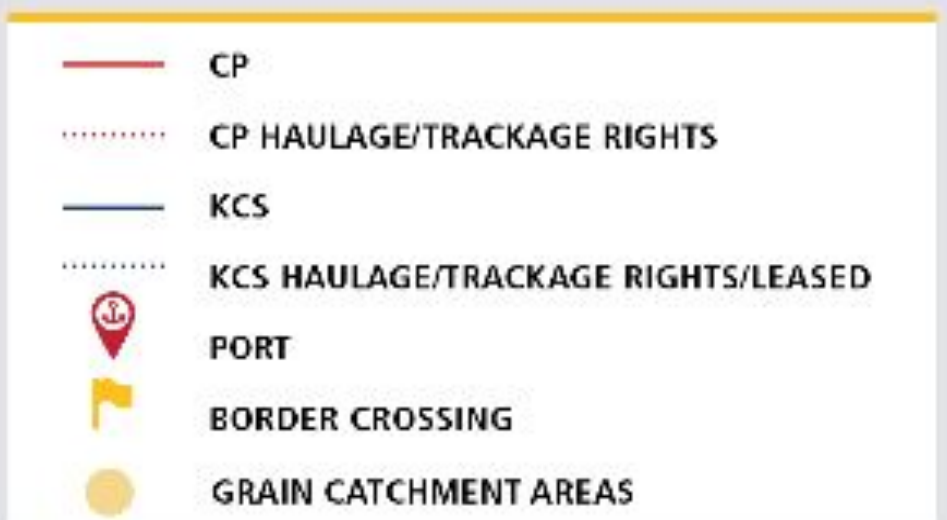 CP
CP HAULAGE/TRACKAGE RIGHTS
KCS
KCS HAULAGE/TRACKAGE RIGHTS/LEASED
PORT
BORDER CROSSING
GRAIN CATCHMENT AREAS